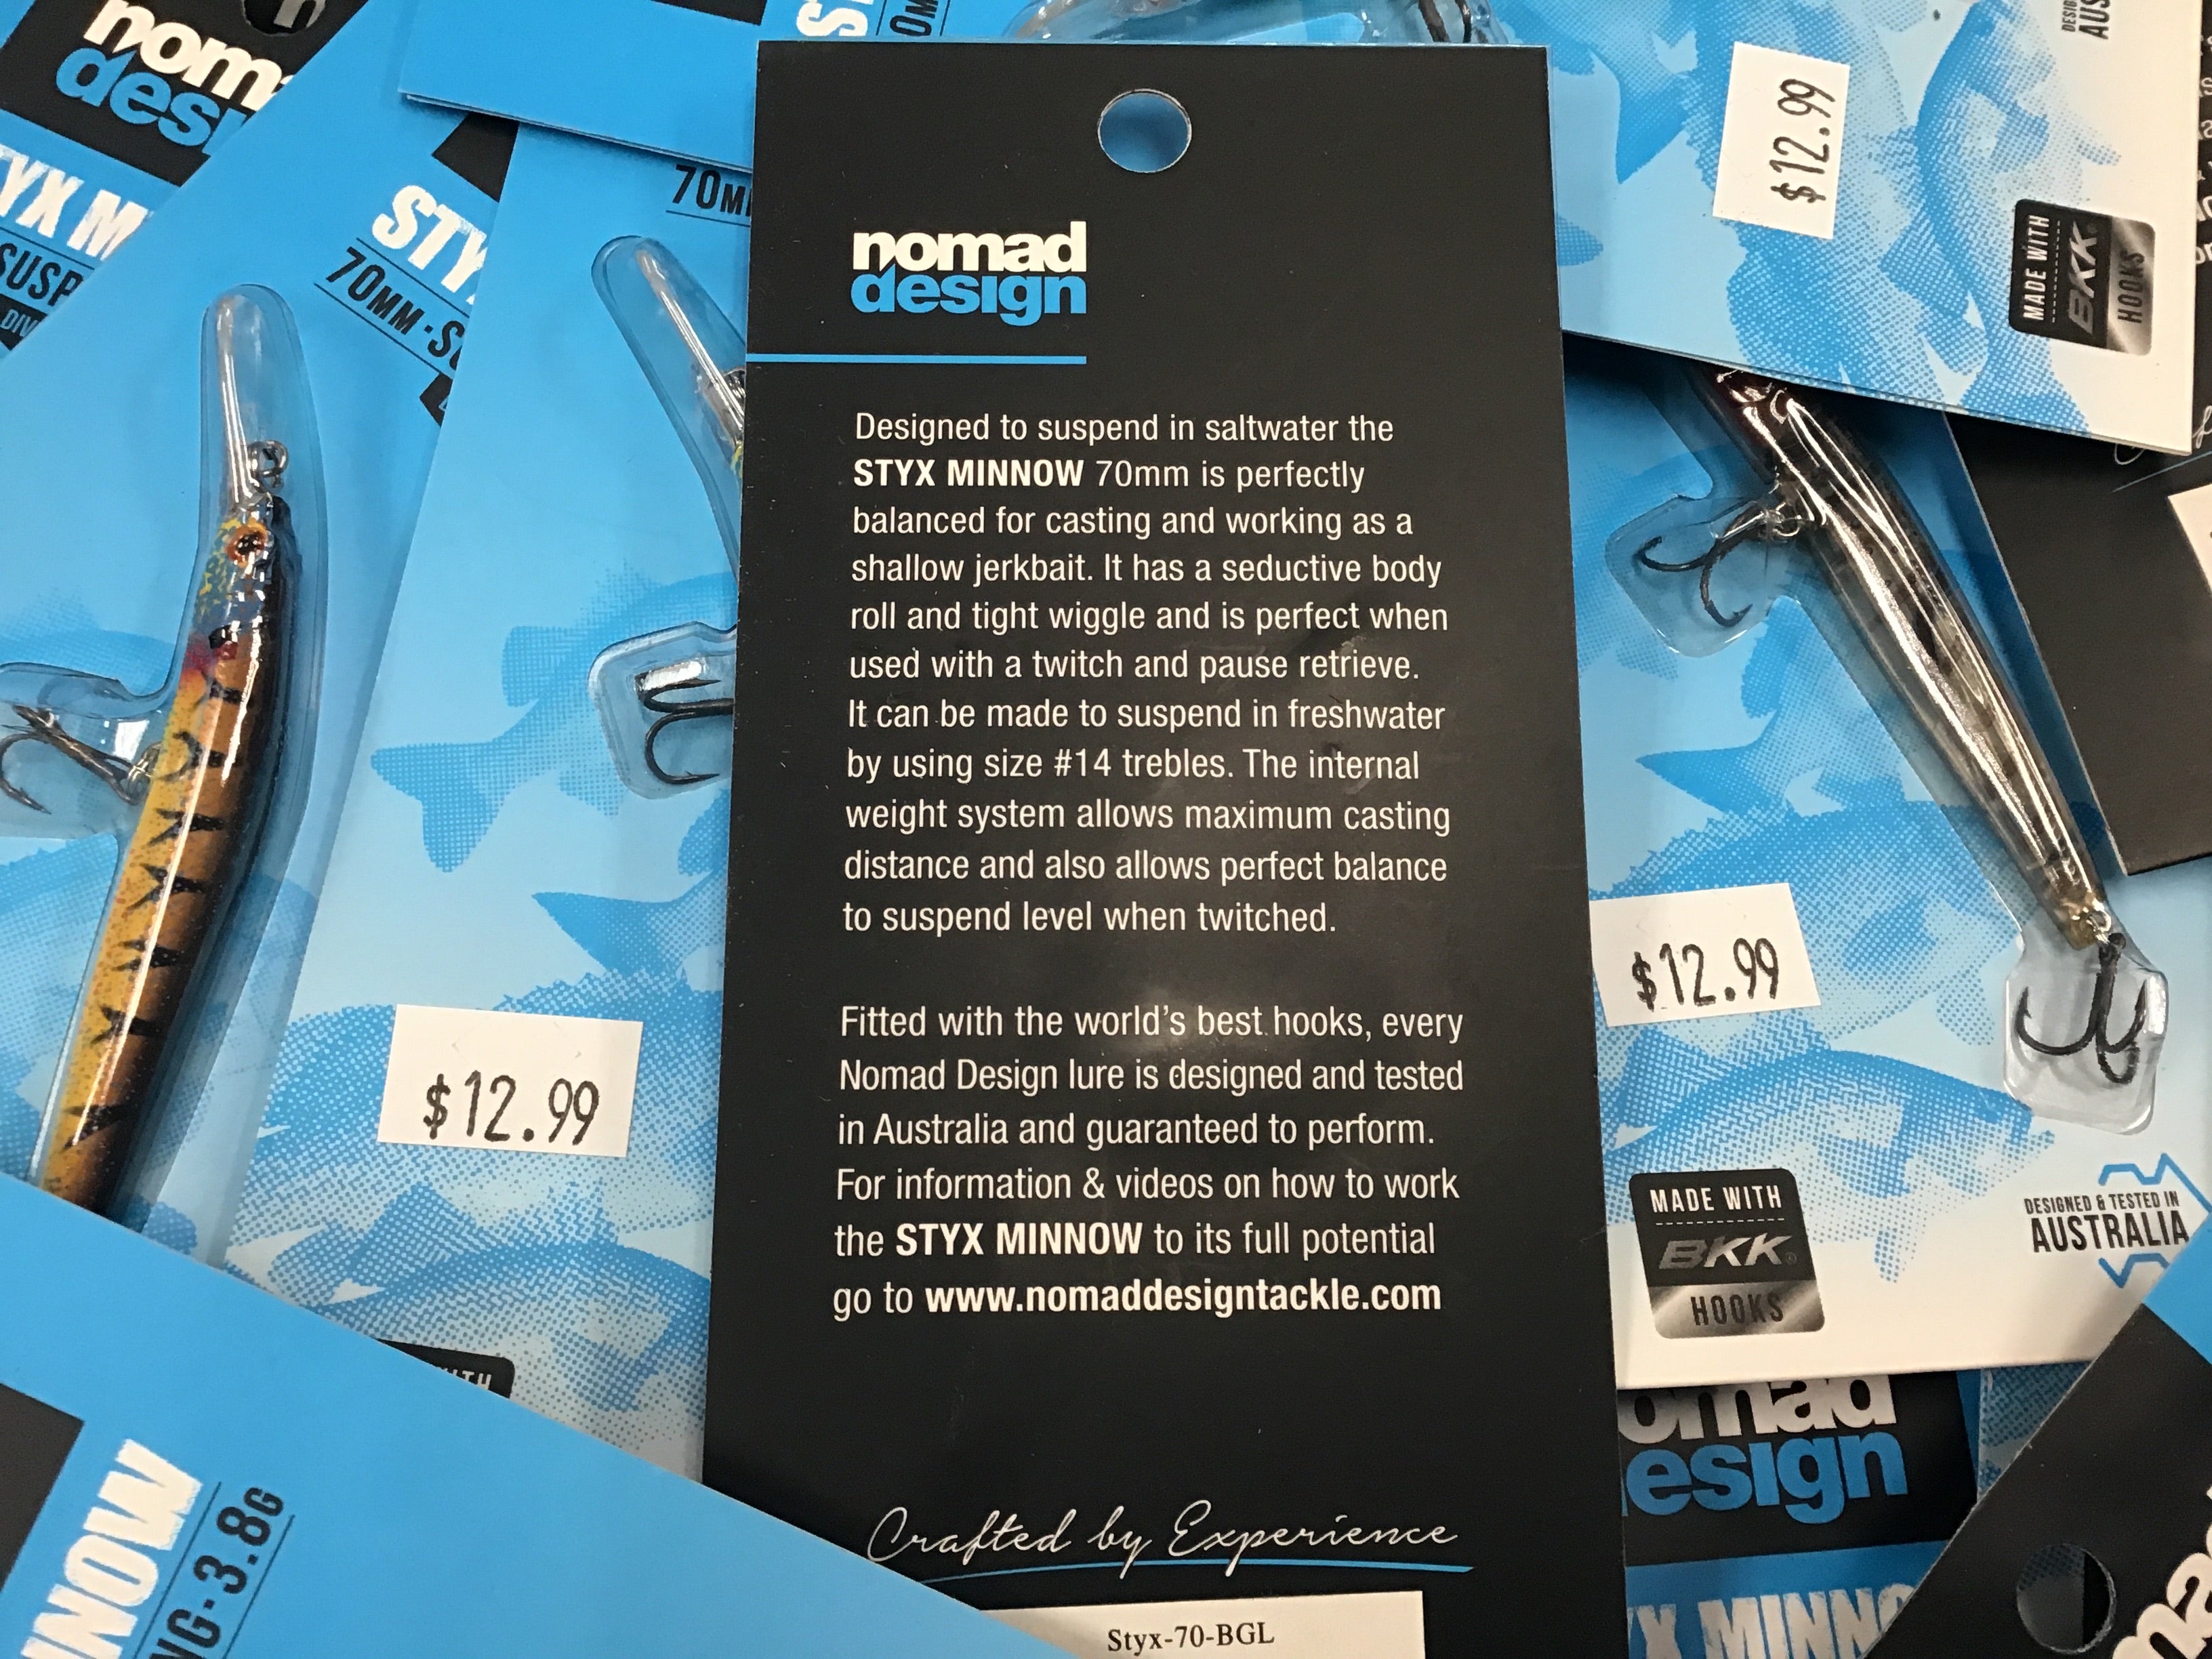 nomad
design
Designed to suspend in saltwater the
STYX MINNOW 70mm is perfectly
balanced for casting and working as a
shallow jerkbait. It has a seductive body
roll and tight wiggle and is perfect when
used with a twitch and pause retrieve.
It can be made to suspend in freshwater
by using size #14 trebles. The internal
weight system allows maximum casting
distance and also allows perfect balance
to suspend level when twitched.
Fitted with the world's best hooks, every
Nomad Design lure is designed and tested
in Australia and guaranteed to perform.
For information & videos on how to work
the STYX MINNOW to its full potential
go to www.nomaddesigntackle.com
Crafted by Experience
Styx-70-BGL
$12.99
MADE WITH
BKK
HOOKS
$12.99
MADE WITH
BKK
HOOKS
DESIGNED & TESTED IN
AUSTRALIA
$12.99